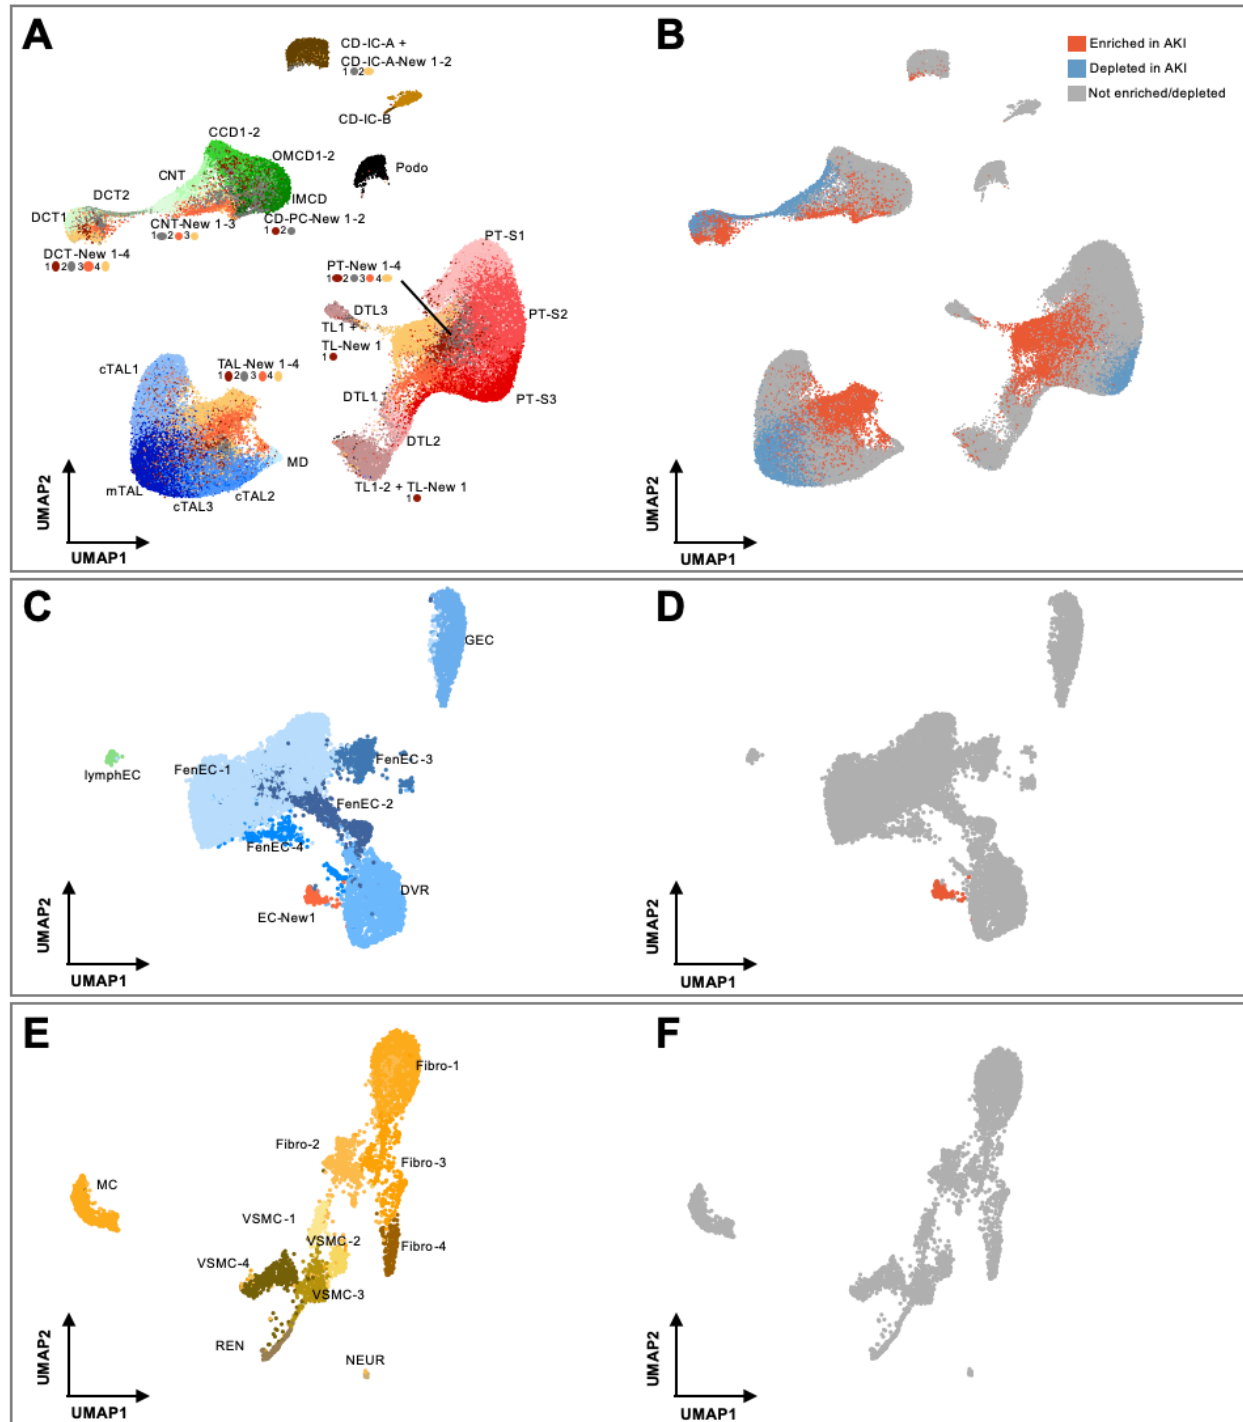 A
CD-IC-A +
CD-IC-A-New 1-2
1 2
CD-IC-B
CCD1-2
OMCD1-2
CNT
Podo
DCT2
IMCD
DCT1
CNT-New 1-3
1 2 3
CD-PC-New 1-2
1 2
DCT-New 1-4
1 2 3 4
PT-S1
PT-New 1-4
1 2 3 4
DTL3
PT-S2
TL1 +
TL-New 1
1
cTAL1
TAL-New 1-4
1 2 3 4
DTL1
PT-S3
DTL2
MD
mTAL
cTAL2
cTAL3
TL1-2 + TL-New 1
1
UMAP2
UMAP1
B
Enriched in AKI
Depleted in AKI
Not enriched/depleted
UMAP2
UMAP1
C
GEC
lymphEC
FenEC-1
FenEC-3
FenEC-2
FenEC-4
DVR
EC-New1
UMAP2
UMAP1
D
UMAP2
UMAP1
E
Fibro-1
Fibro-2
Fibro-3
MC
VSMC-1
VSMC-2
Fibro-4
VSMC-4
VSMC-3
REN
NEUR
UMAP2
UMAP1
F
UMAP2
UMAP1